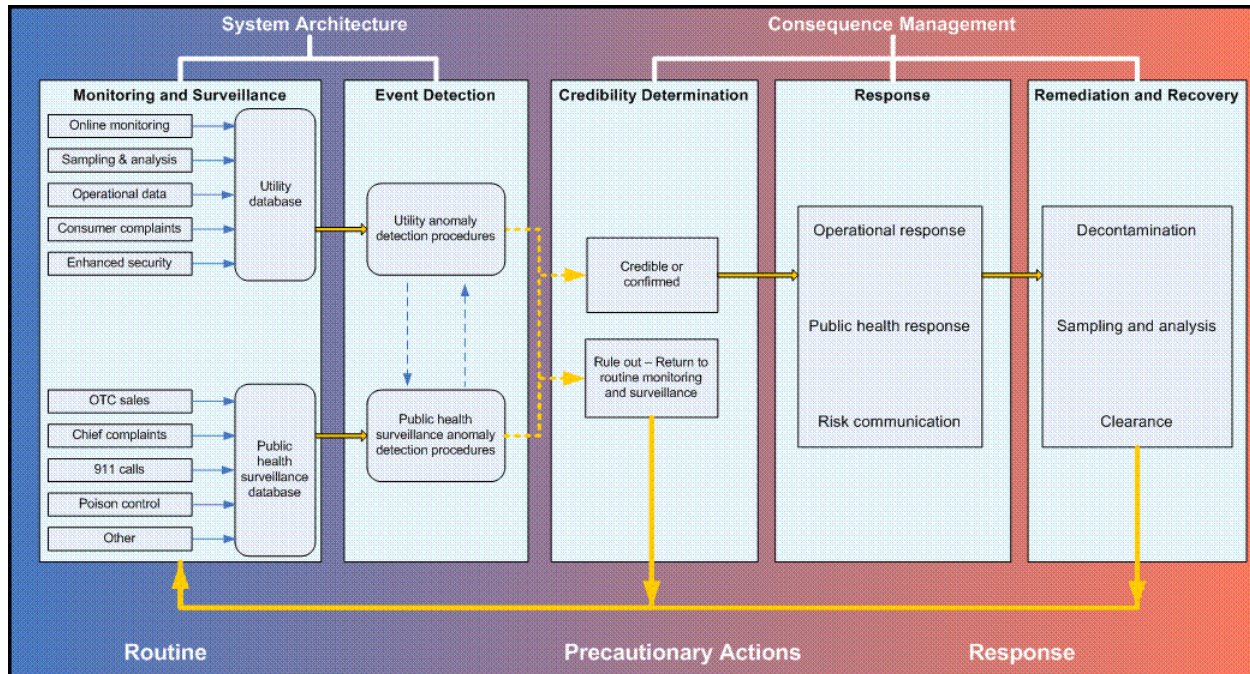 System Architecture
Consequence Management
Monitoring and Surveillance
Online monitoring
Sampling & analysis
Operational data
Consumer complaints
Enhanced security
Utility
database
OTC sales
Chief complaints
911 calls
Poison control
Other
Public
health
surveillance
database
Event Detection
Utility anomaly
detection procedures
Public health
surveillance anomaly
detection procedures
Credibility Determination
Credible or
confirmed
Rule out – Return to
routine monitoring
and surveillance
Response
Operational response
Public health response
Risk communication
Remediation and Recovery
Decontamination
Sampling and analysis
Clearance
Routine
Precautionary Actions
Response